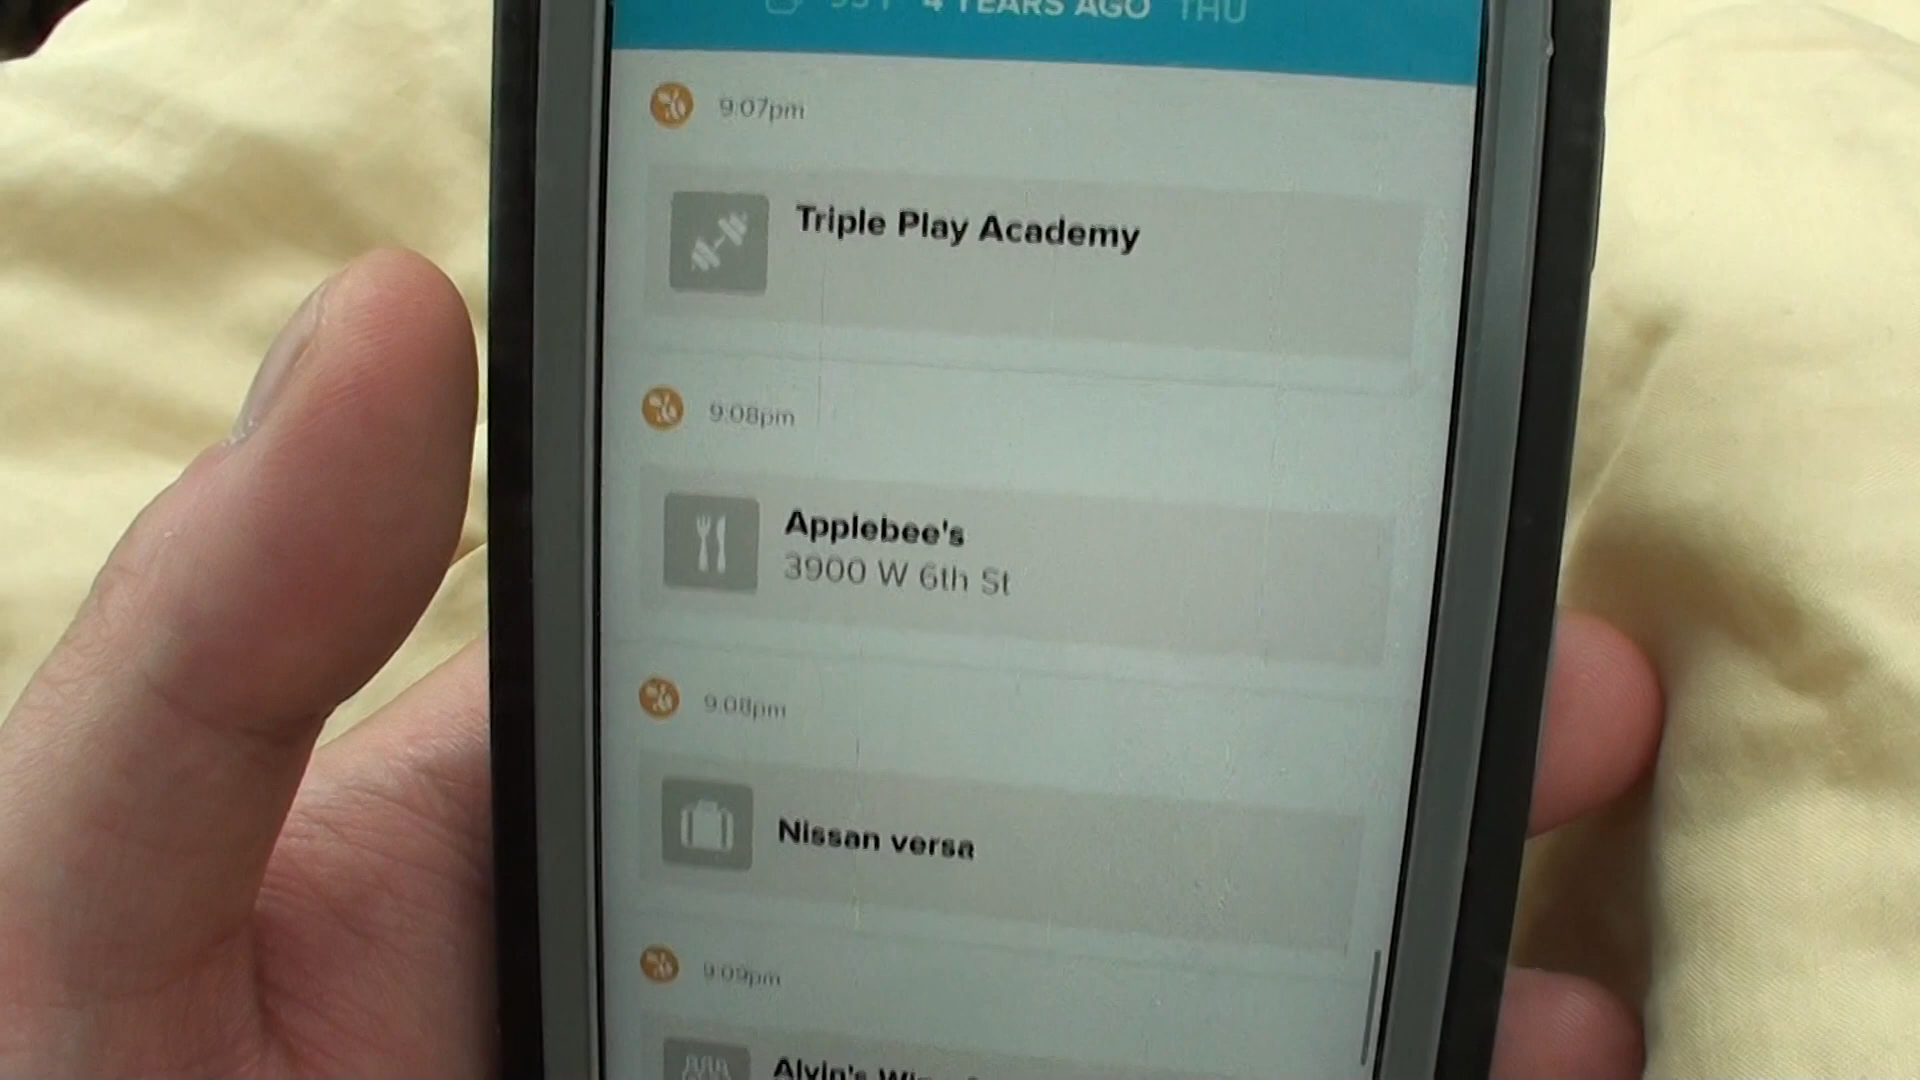 4 YEARS AGO THU
9:07pm
Triple Play Academy
9:08pm
Applebee's
3900 W 6th St
9:08pm
Nissan versa
9:09pm
Alvin's